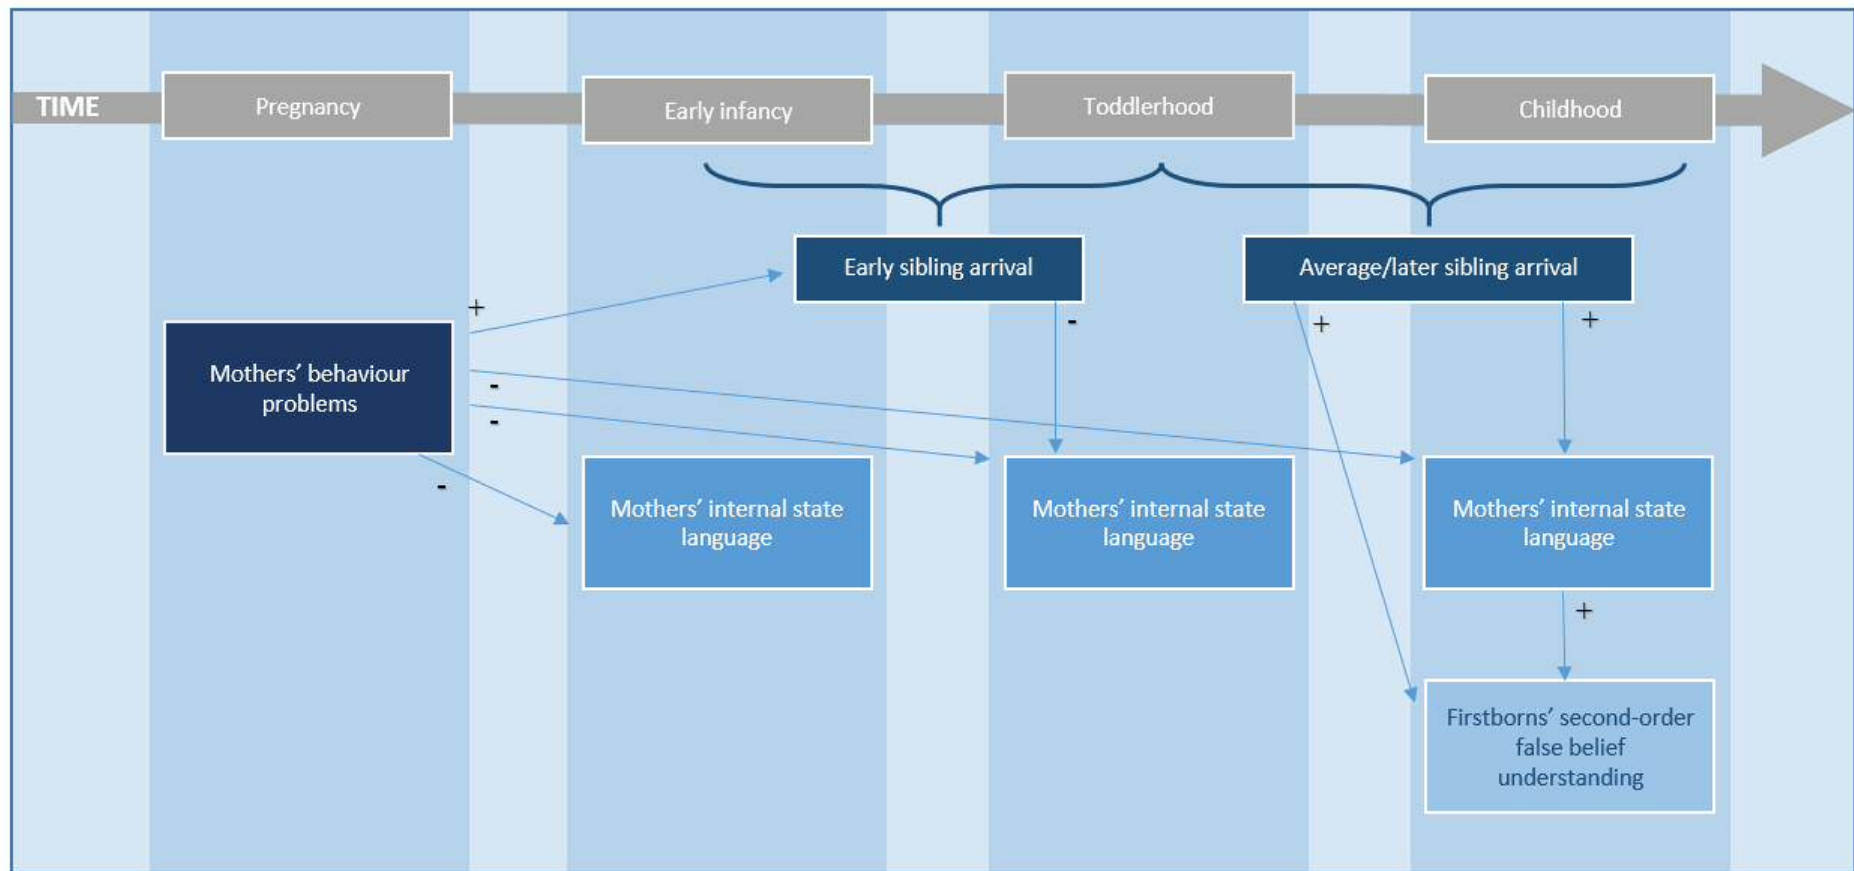 TIME
Pregnancy
Early infancy
Toddlerhood
Childhood
Early sibling arrival
Average/later sibling arrival
+
-
+
+
Mothers’ behaviour
problems
-
-
-
Mothers’ internal state
language
Mothers’ internal state
language
Mothers’ internal state
language
+
Firstborns’ second-order
false belief
understanding